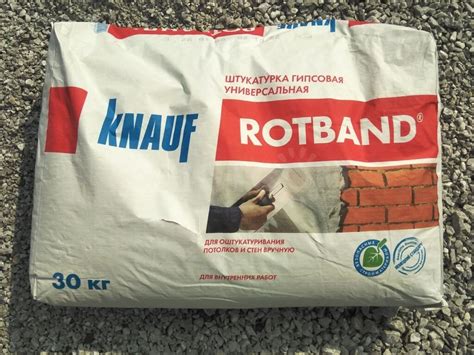 KNAUF
ШТУКАТУРКА ГИПСОВАЯ
УНИВЕРСАЛЬНАЯ
ROTBAND®
ДЛЯ ОШТУКАТУРИВАНИЯ
ПОТОЛКОВ И СТЕН ВРУЧНУЮ
ДЛЯ ВНУТРЕННИХ РАБОТ
30 КГ